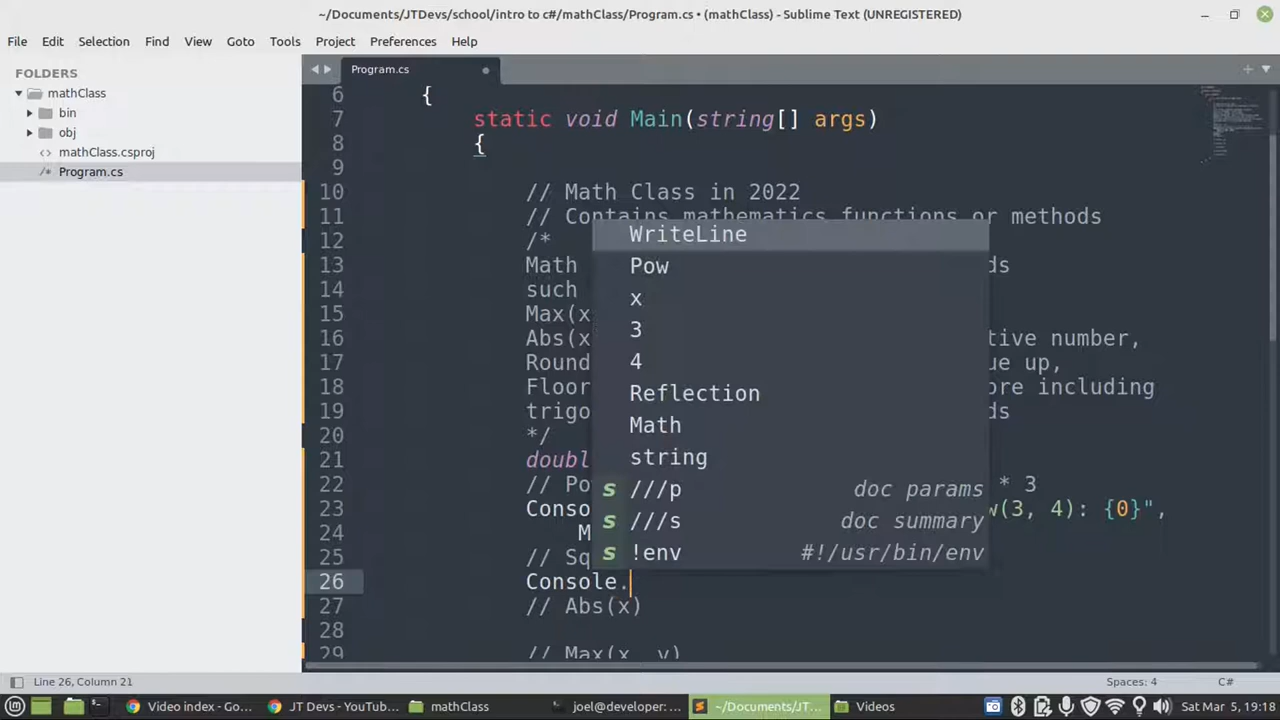 ~/Documents/JTDevs/school/intro to c#/mathClass/Program.cs • (mathClass) - Sublime Text (UNREGISTERED)
File Edit Selection Find View Goto Tools Project Preferences Help
FOLDERS
mathClass
bin
obj
mathClass.csproj
Program.cs
Program.cs
6 {
7 static void Main(string[] args)
8 {
9
10 // Math Class in 2022
11 // Contains mathematics functions or methods
12 /*
13 Math ds
14 such
15 Max(x
16 Abs(x tive number,
17 Round ue up,
18 Floor ore including
19 trigo ds
20 */
21 doubl
22 // Po * 3
23 Conso w(3, 4): {0}",
24 M
25 // Sq
26 Console.
27 // Abs(x)
28
29 // Max(x, y)
WriteLine
Pow
x
3
4
Reflection
Math
string
s ///p doc params
s ///s doc summary
s !env #!/usr/bin/env
Line 26, Column 21 Spaces: 4 C#
Video index - Go... JT Devs - YouTub... mathClass joel@developer: ... ~/Documents/JT... Videos Sat Mar 5, 19:18